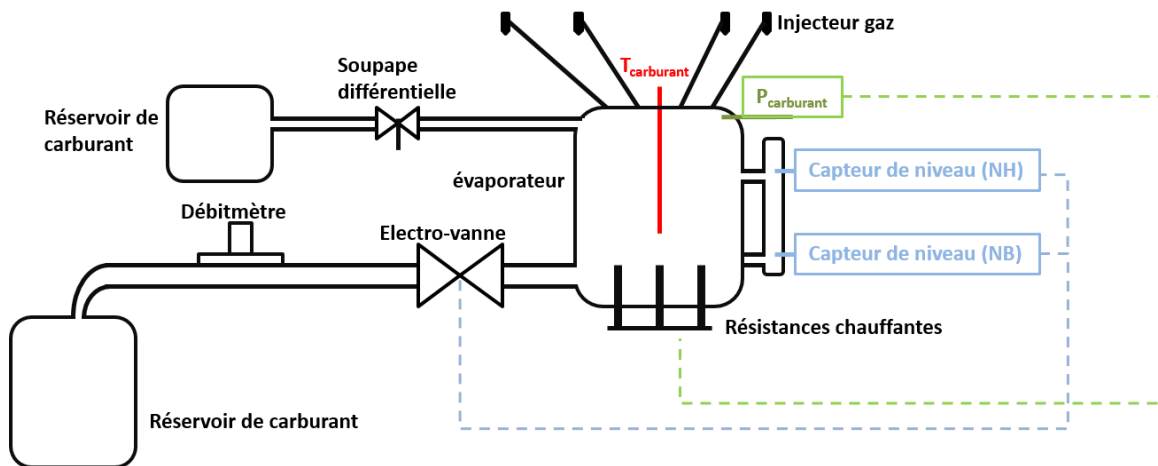 Injecteur gaz
Soupape
différentielle
Tcarburant
Pcarburant
Réservoir de
carburant
évaporateur
Capteur de niveau (NH)
Débitmètre
Electro-vanne
Capteur de niveau (NB)
Résistances chauffantes
Réservoir de carburant